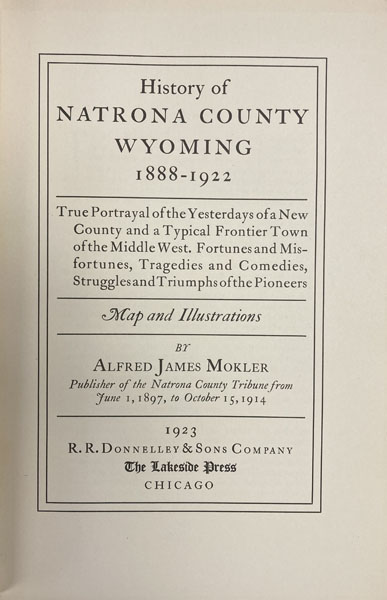 History of
NATRONA COUNTY
WYOMING
1888-1922
True Portrayal of the Yesterdays of a New
County and a Typical Frontier Town
of the Middle West. Fortunes and Mis-
fortunes, Tragedies and Comedies,
Struggles and Triumphs of the Pioneers
Map and Illustrations
BY
ALFRED JAMES MOKLER
Publisher of the Natrona County Tribune from
June 1, 1897, to October 15, 1914
1923
R. R. DONNELLEY & SONS COMPANY
The Lakeside Press
CHICAGO